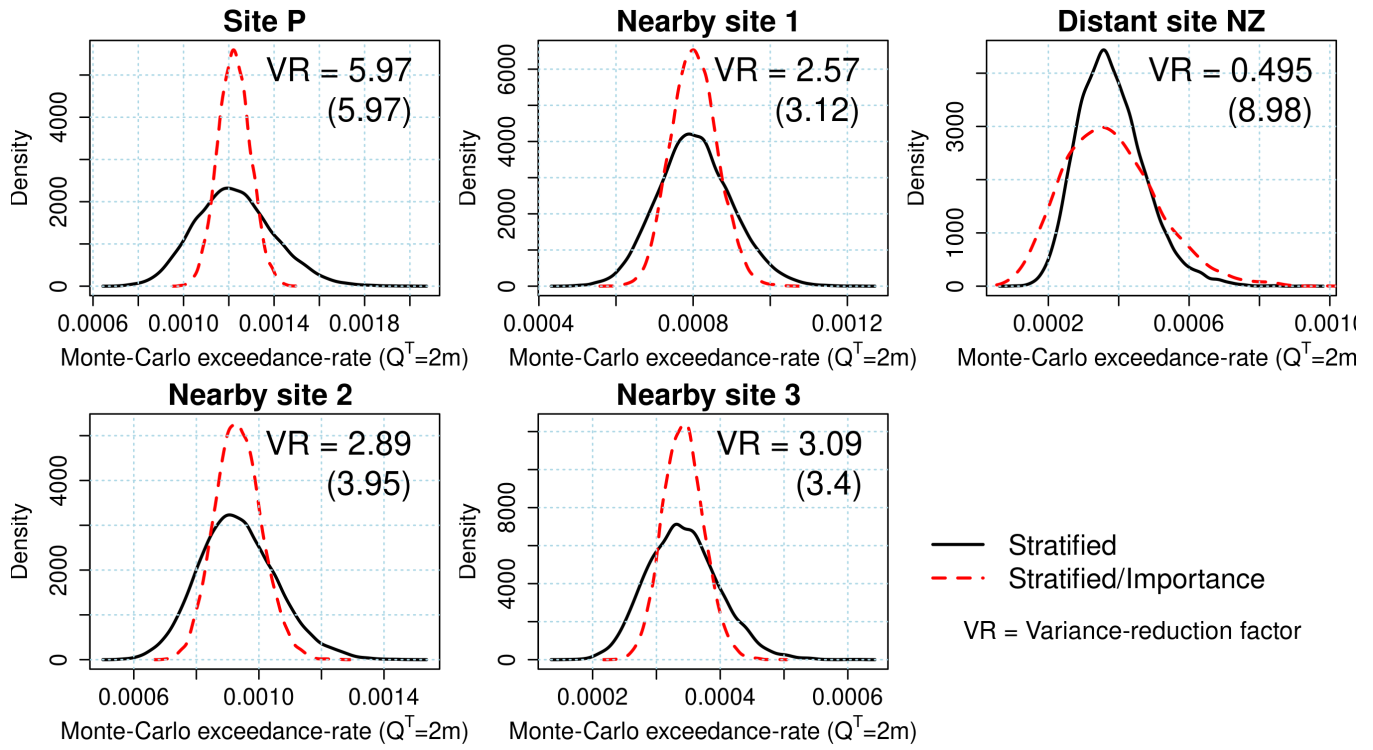 Site P
VR = 5.97
(5.97)
Density
0 2000 4000
0.0006 0.0010 0.0014 0.0018
Monte-Carlo exceedance-rate (Q^T=2m)
Nearby site 1
VR = 2.57
(3.12)
Density
0 2000 4000 6000
0.0004 0.0008 0.0012
Monte-Carlo exceedance-rate (Q^T=2m)
Distant site NZ
VR = 0.495
(8.98)
Density
0 1000 3000
0.0002 0.0006 0.0010
Monte-Carlo exceedance-rate (Q^T=2m
Nearby site 2
VR = 2.89
(3.95)
Density
0 2000 4000
0.0006 0.0010 0.0014
Monte-Carlo exceedance-rate (Q^T=2m)
Nearby site 3
VR = 3.09
(3.4)
Density
0 4000 8000
0.0002 0.0004 0.0006
Monte-Carlo exceedance-rate (Q^T=2m)
Stratified
Stratified/Importance
VR = Variance-reduction factor